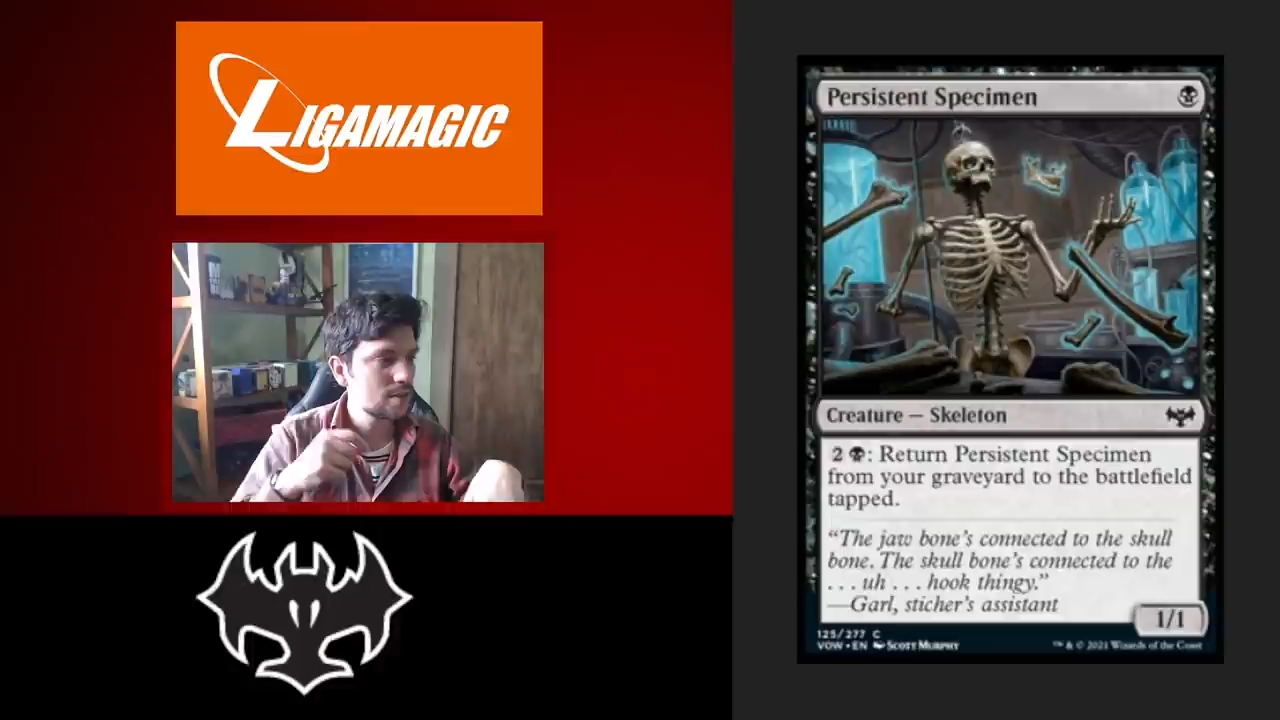 LIGAMAGIC
Persistent Specimen
Creature — Skeleton
2 : Return Persistent Specimen
from your graveyard to the battlefield
tapped.
“The jaw bone’s connected to the skull
bone. The skull bone’s connected to the
. . . uh . . . hook thingy.”
—Garl, sticher’s assistant
1/1
125/277 C
VOW • EN Scott Murphy
™ & © 2021 Wizards of the Coast